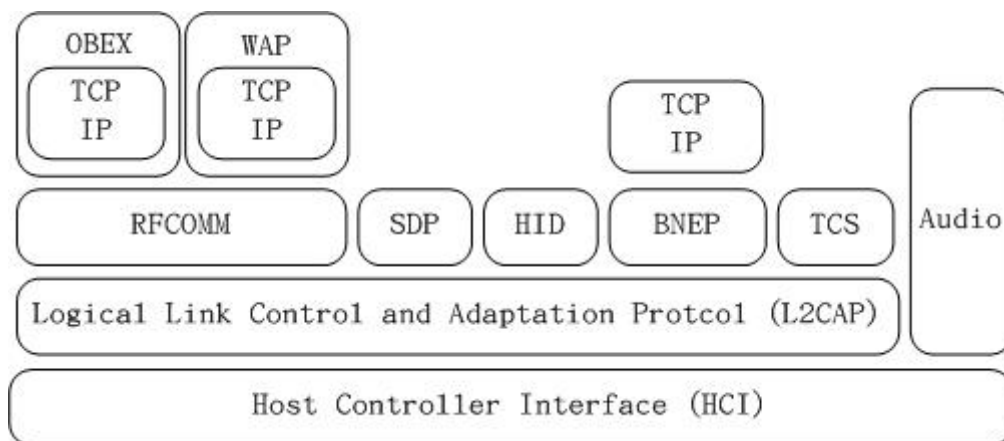 OBEX
TCP
IP
WAP
TCP
IP
TCP
IP
RFCOMM
SDP
HID
BNEP
TCS
Audio
Logical Link Control and Adaptation Protcol (L2CAP)
Host Controller Interface (HCI)